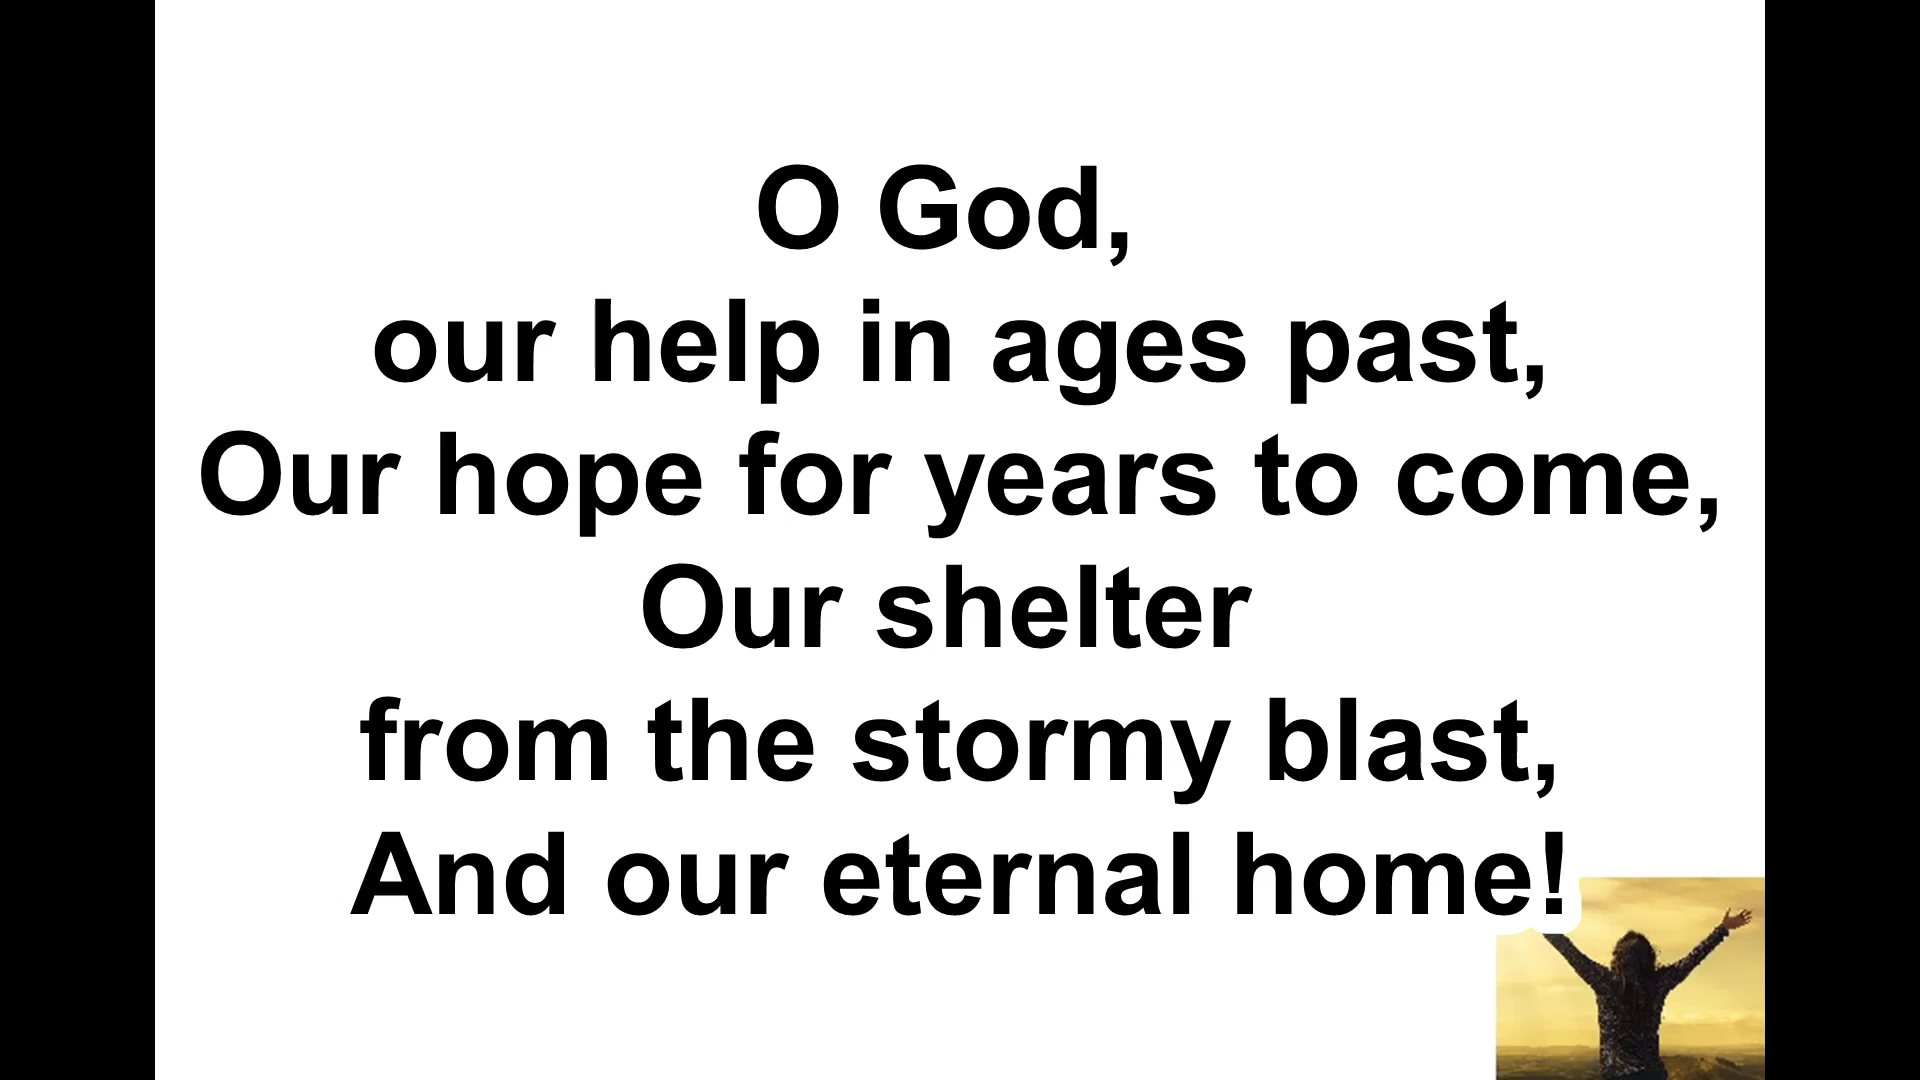 O God,
our help in ages past,
Our hope for years to come,
Our shelter
from the stormy blast,
And our eternal home!